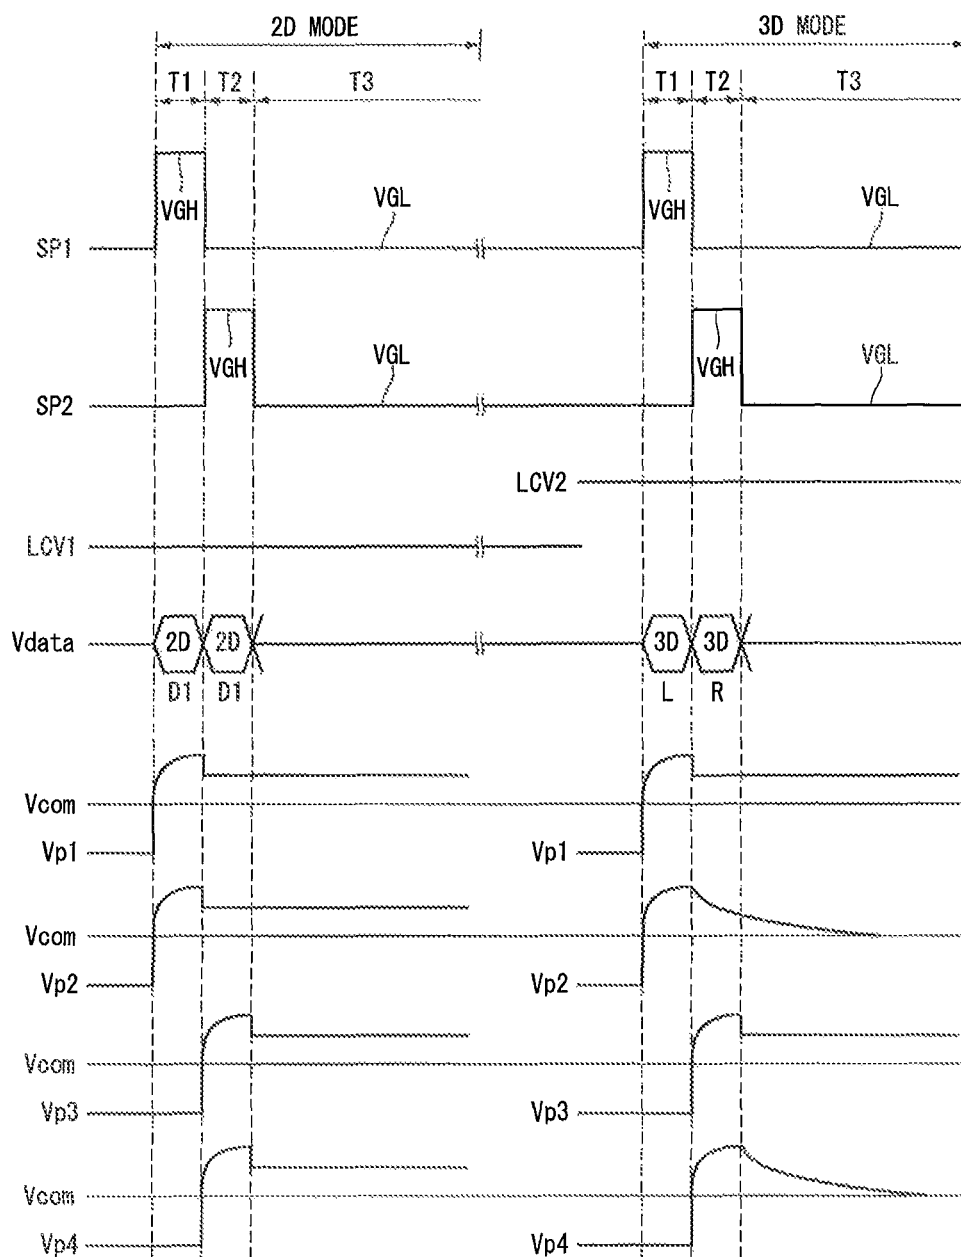 2D MODE 3D MODE
T1 T2 T3 T1 T2 T3
VGH VGL VGH VGL
SP1
VGH VGL VGH VGL
SP2
LCV2
LCV1
Vdata 2D 2D 3D 3D
D1 D1 L R
Vcom
Vp1 Vp1
Vcom
Vp2 Vp2
Vcom
Vp3 Vp3
Vcom
Vp4 Vp4